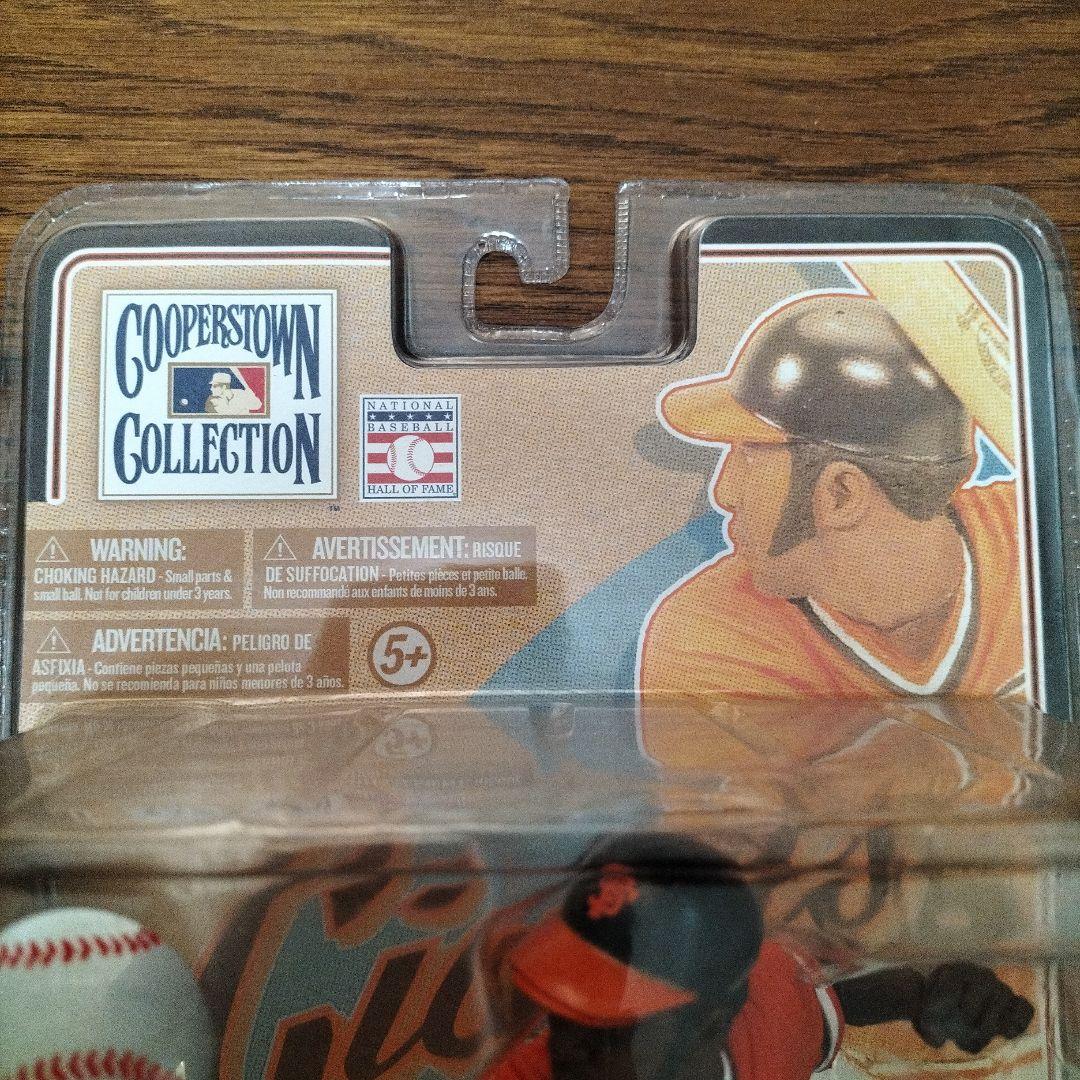 COOPERSTOWN
COLLECTION
TM
NATIONAL
BASEBALL
HALL OF FAME
WARNING:
CHOKING HAZARD - Small parts &
small ball. Not for children under 3 years.
AVERTISSEMENT: RISQUE
DE SUFFOCATION - Petites pièces et petite balle.
Non recommandé aux enfants de moins de 3 ans.
ADVERTENCIA: PELIGRO DE
ASFIXIA - Contiene piezas pequeñas y una pelota
pequeña. No se recomienda para niños menores de 3 años.
5+